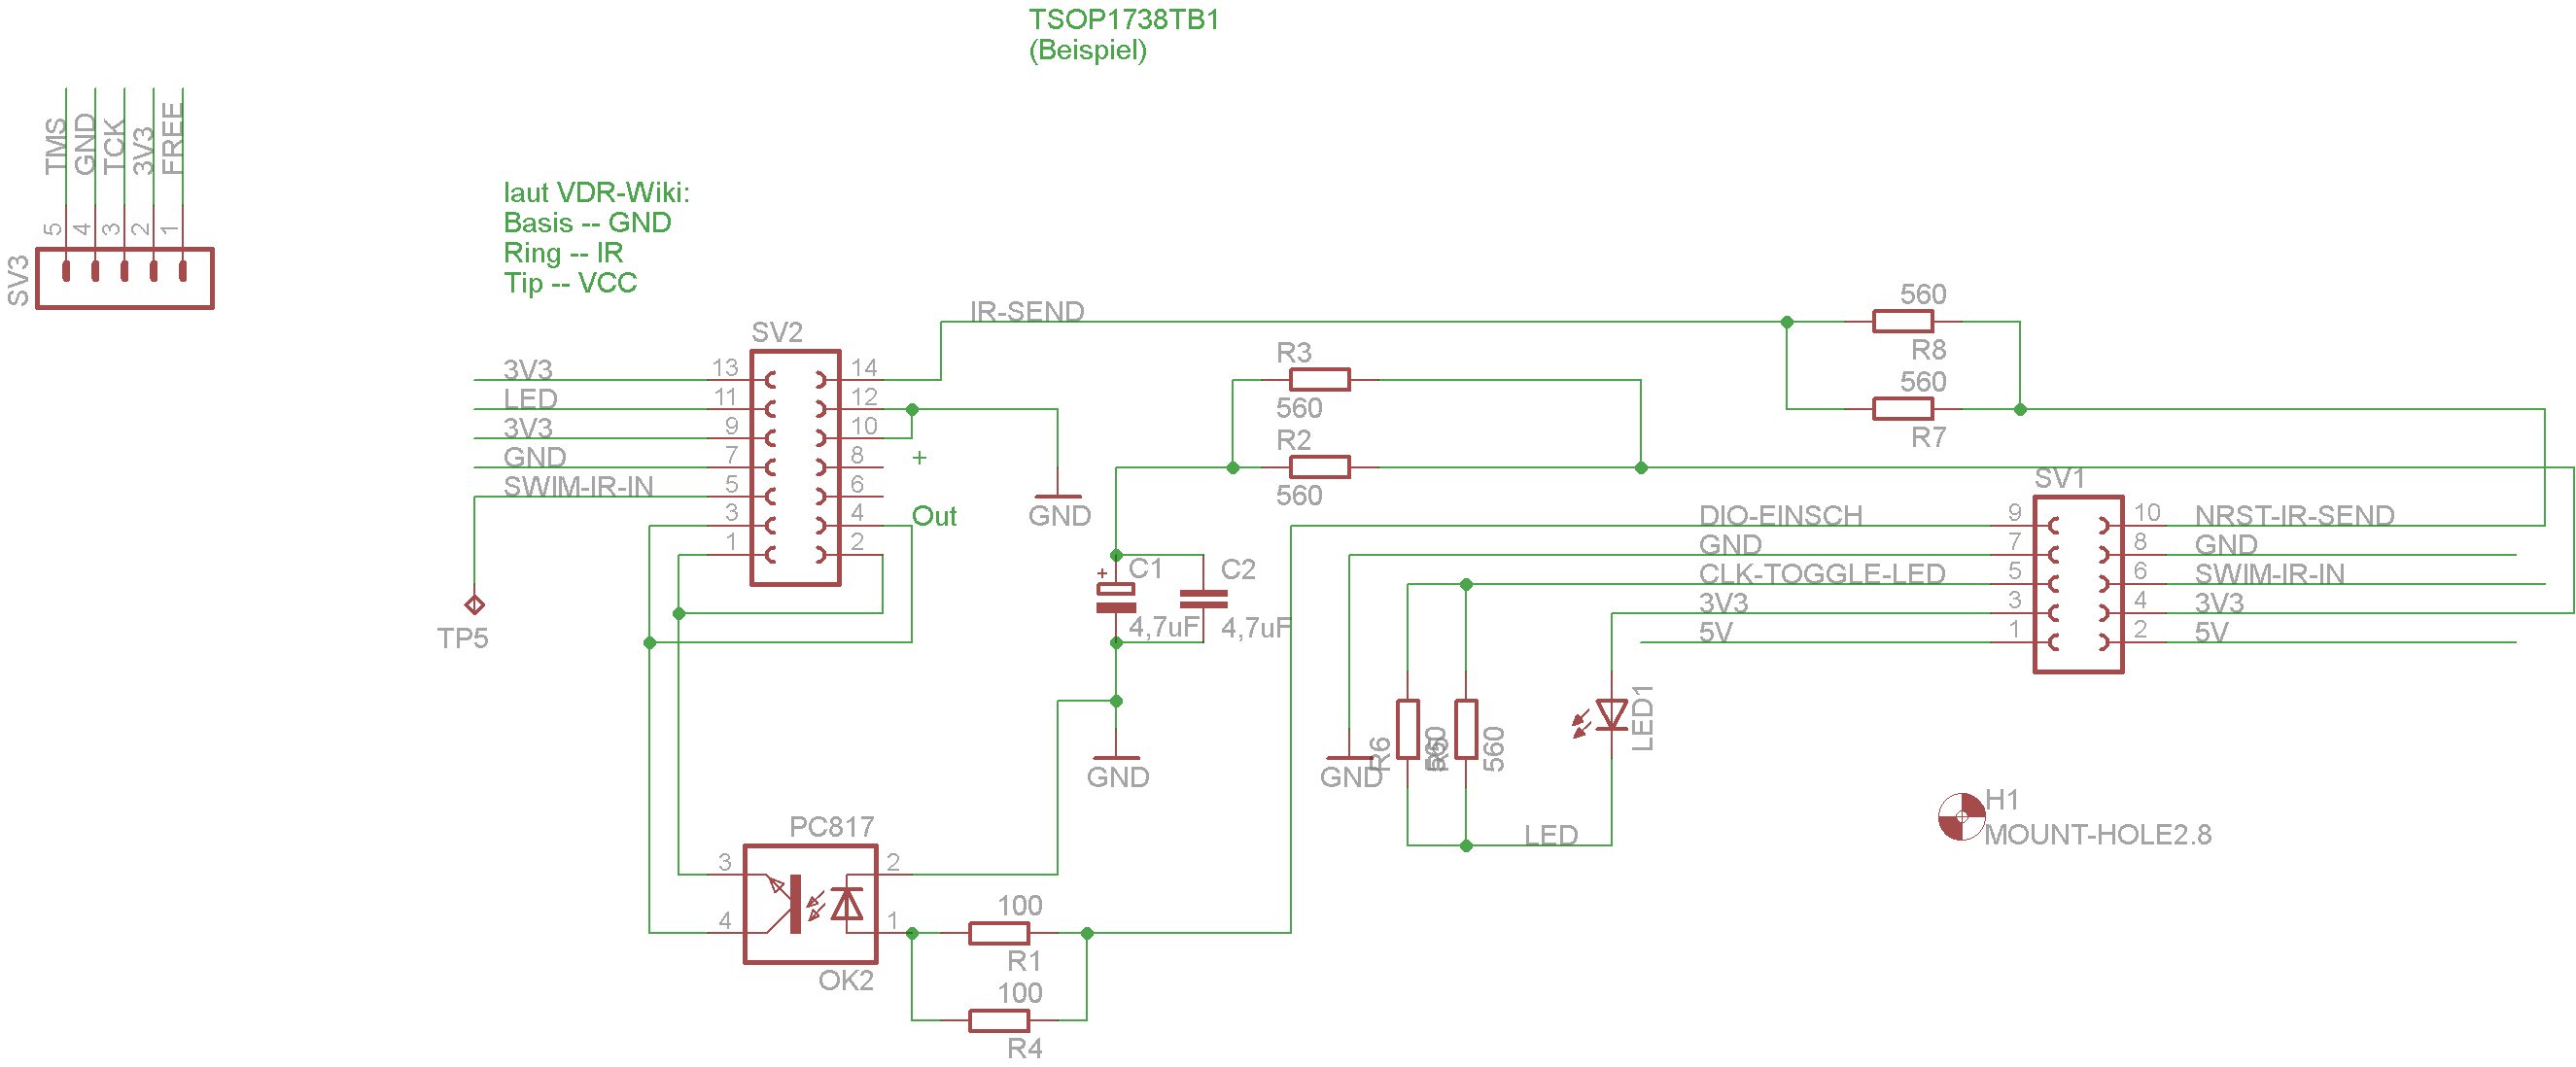 TSOP1738TB1
(Beispiel)
TMS
GND
TCK
3V3
FREE
5
4
3
2
1
SV3
laut VDR-Wiki:
Basis -- GND
Ring -- IR
Tip -- VCC
IR-SEND
SV2
3V3
13
14
LED
11
12
3V3
9
10
GND
7
8
+
SWIM-IR-IN
5
6
3
4
Out
1
2
TP5
GND
R3
560
R2
560
560
R8
560
R7
+
C1
4,7uF
C2
4,7uF
GND
SV1
DIO-EINSCH
9
10
NRST-IR-SEND
GND
7
8
GND
CLK-TOGGLE-LED
5
6
SWIM-IR-IN
3V3
3
4
3V3
5V
1
2
5V
GND
R6
560
LED1
LED
H1
MOUNT-HOLE2.8
PC817
3
2
4
1
OK2
100
R1
100
R4